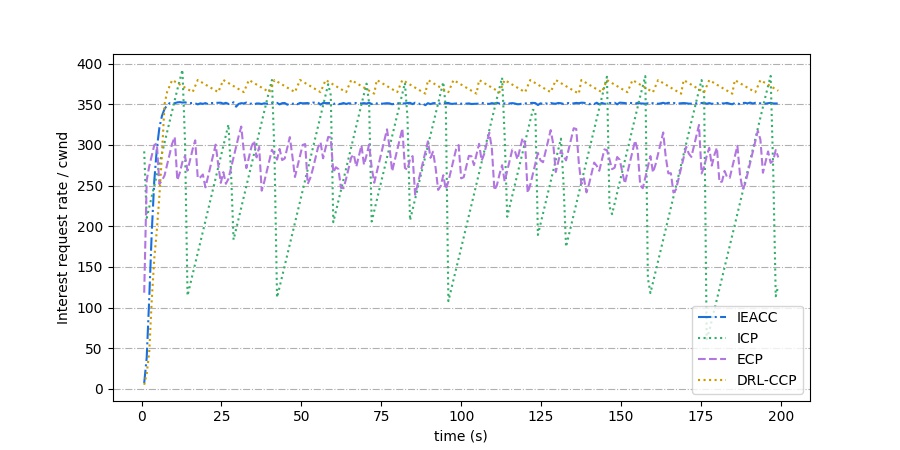 400
350
300
250
200
150
100
50
0
Interest request rate / cwnd
0 25 50 75 100 125 150 175 200
time (s)
IEACC
ICP
ECP
DRL-CCP